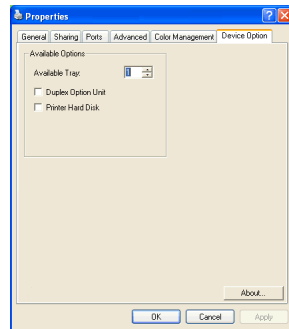 Properties
General Sharing Ports Advanced Color Management Device Option
Available Options
Available Tray: 1
Duplex Option Unit
Printer Hard Disk
About...
OK Cancel Apply